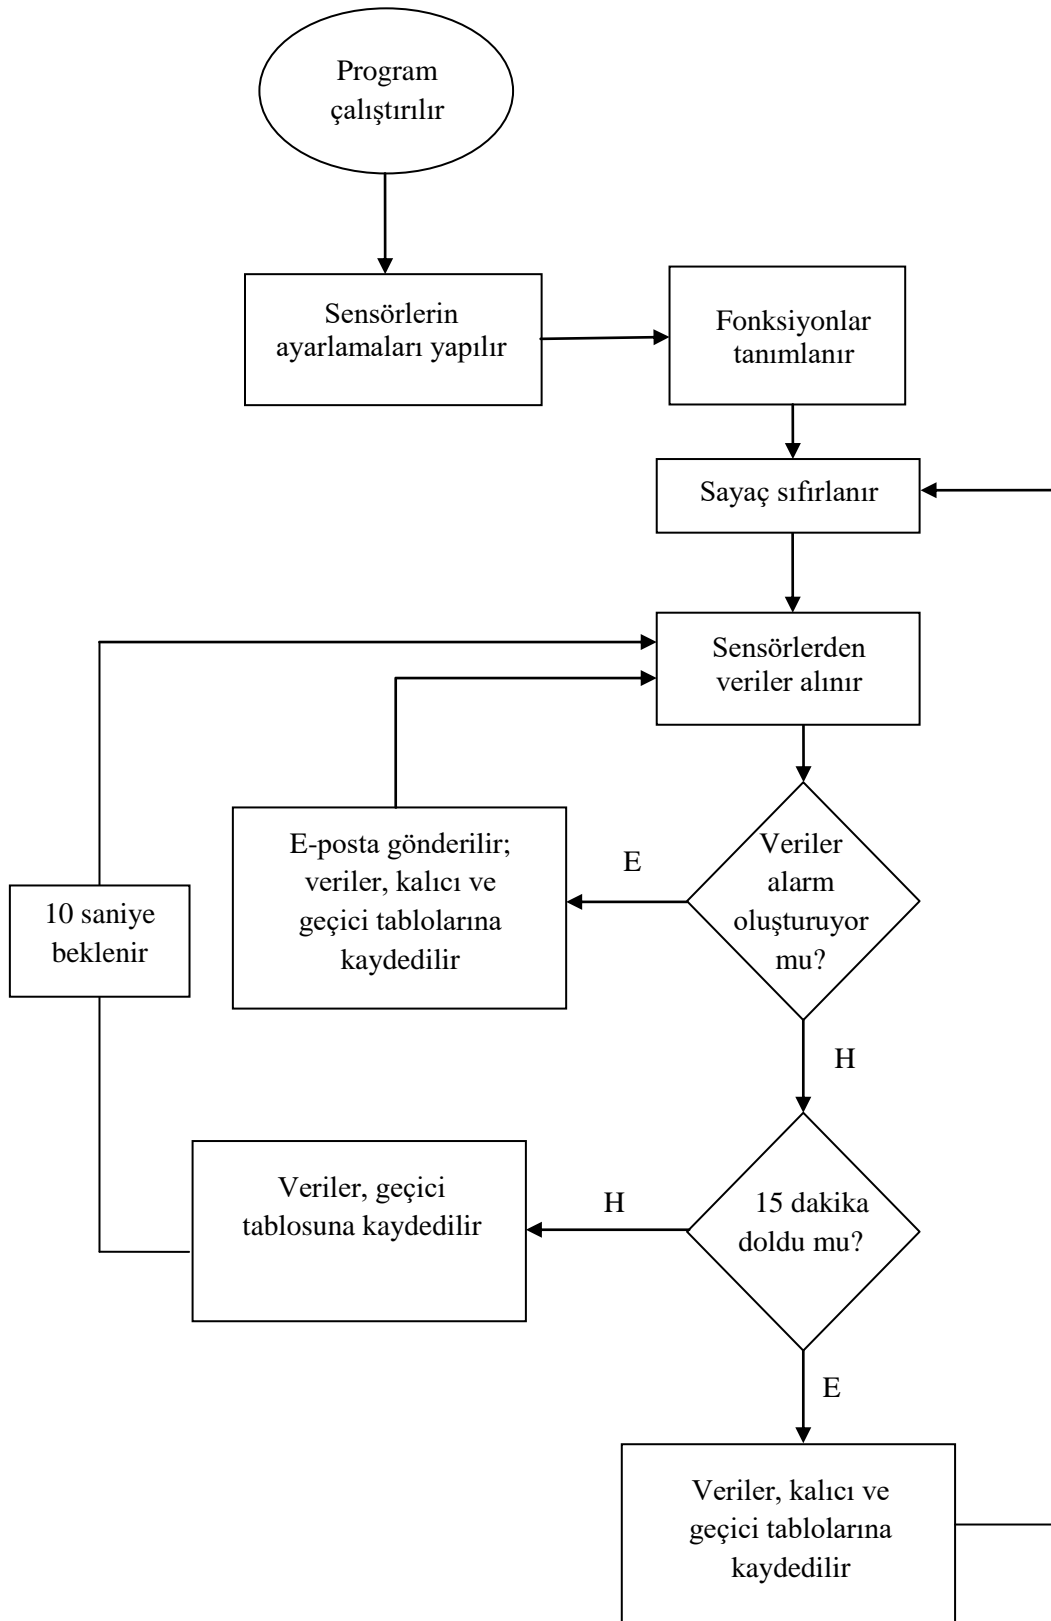 Program
çalıştırılır
Sensörlerin
ayarlamaları yapılır
Fonksiyonlar
tanımlanır
Sayaç sıfırlanır
Sensörlerden
veriler alınır
Veriler
alarm
oluşturuyor
mu?
E
E-posta gönderilir;
veriler, kalıcı ve
geçici tablolarına
kaydedilir
10 saniye
beklenir
H
15 dakika
doldu mu?
H
Veriler, geçici
tablosuna kaydedilir
E
Veriler, kalıcı ve
geçici tablolarına
kaydedilir